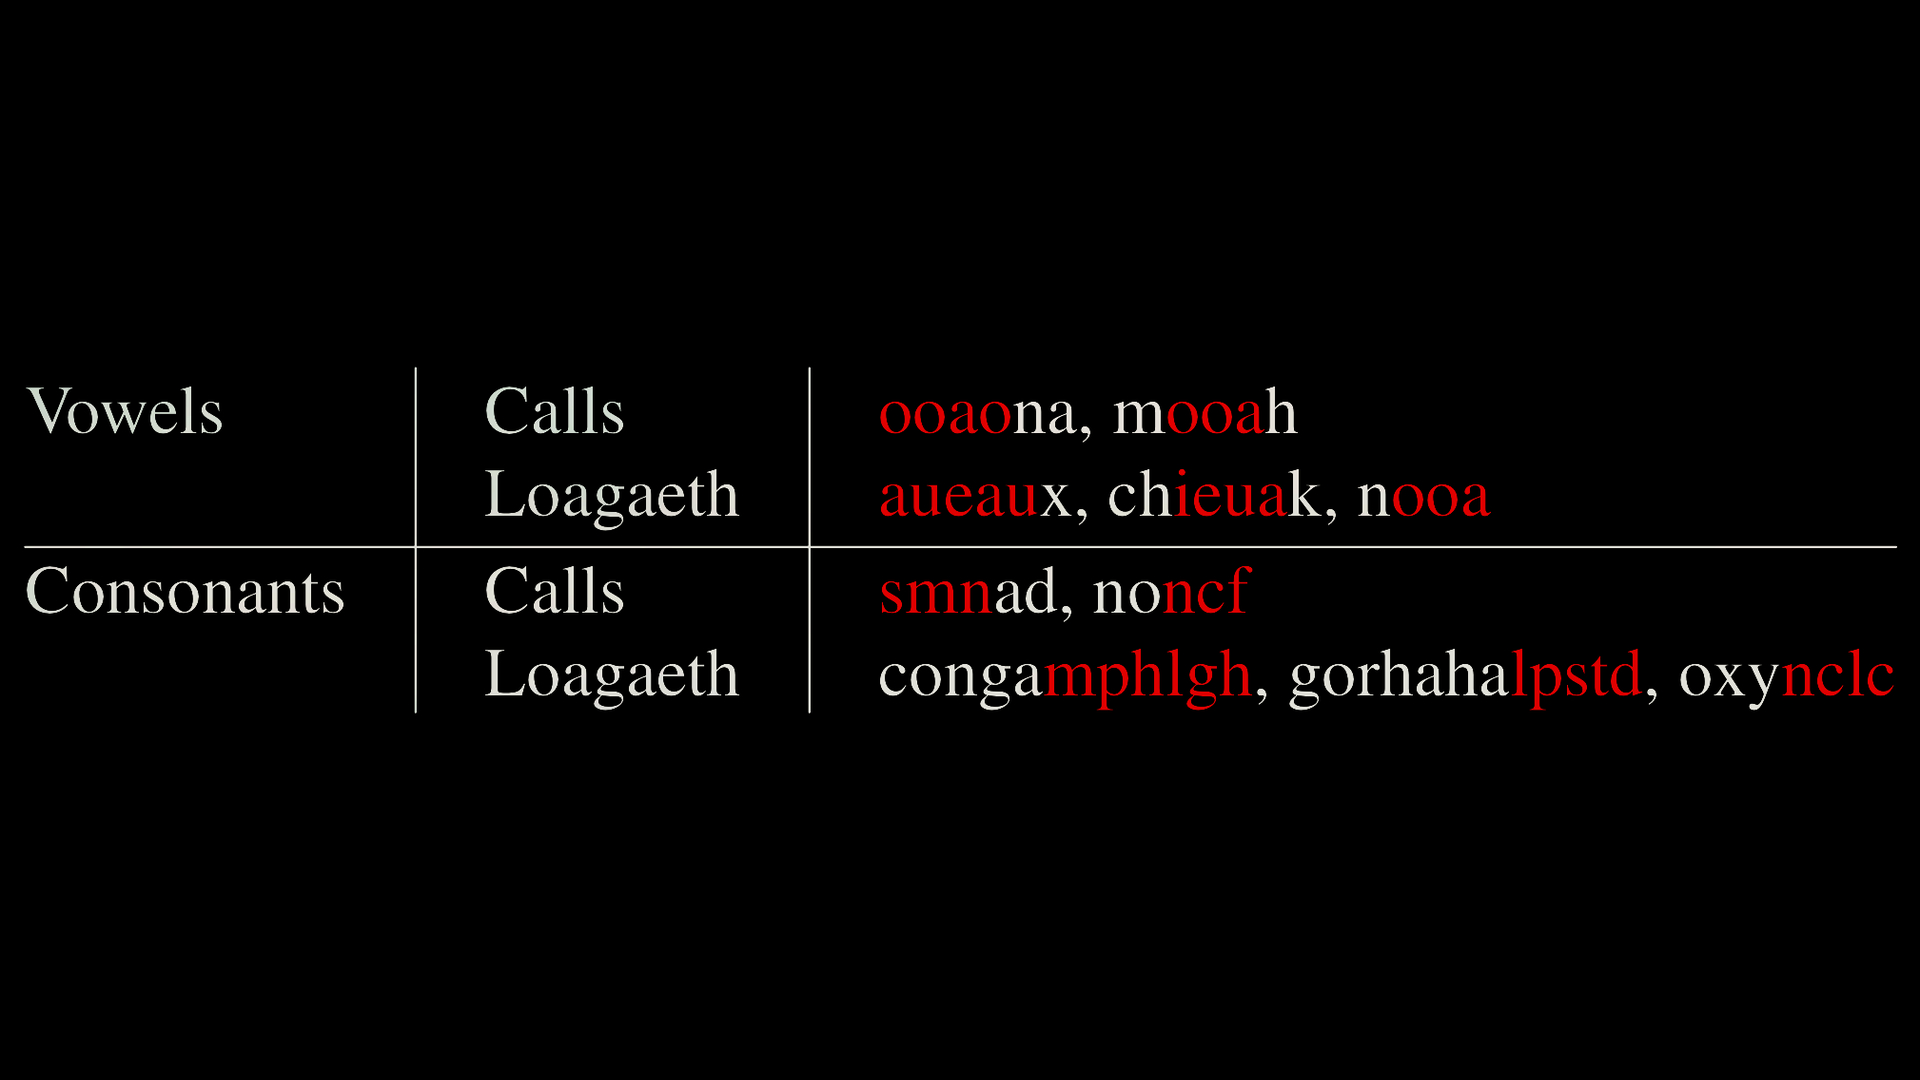 Vowels Calls ooaona, mooah
Loagaeth aueaux, chieuak, nooa
Consonants Calls smnad, noncf
Loagaeth congamphlgh, gorhahalpstd, oxynclc